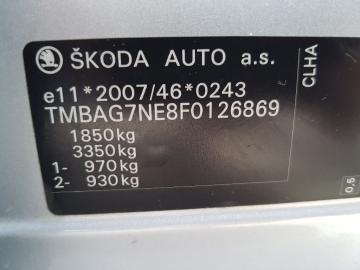 ŠKODA AUTO a.s.
e11*2007/46*0243
TMBAG7NE8F0126869
1850kg
3350kg
1- 970kg
2- 930kg
CLHA
0,5